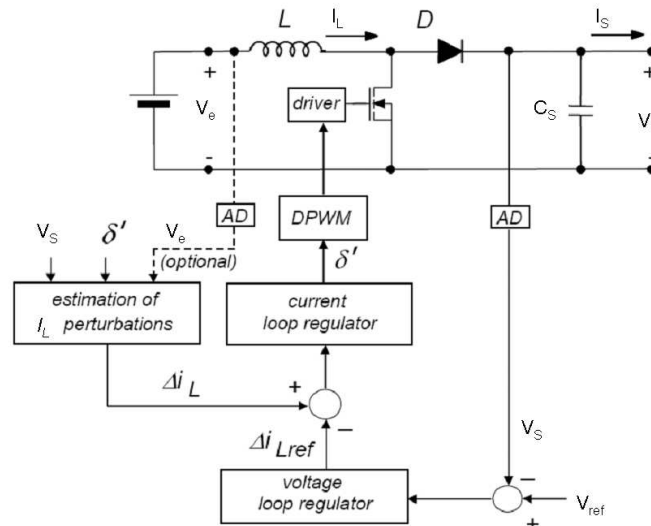 L
I_L
D
I_S
+
+
V_e
driver
C_S
V
-
-
AD
DPWM
AD
V_S
δ'
V_e
(optional)
δ'
estimation of
I_L perturbations
current
loop regulator
Δi_L
+
−
V_S
Δi_Lref
voltage
loop regulator
−
V_ref
+